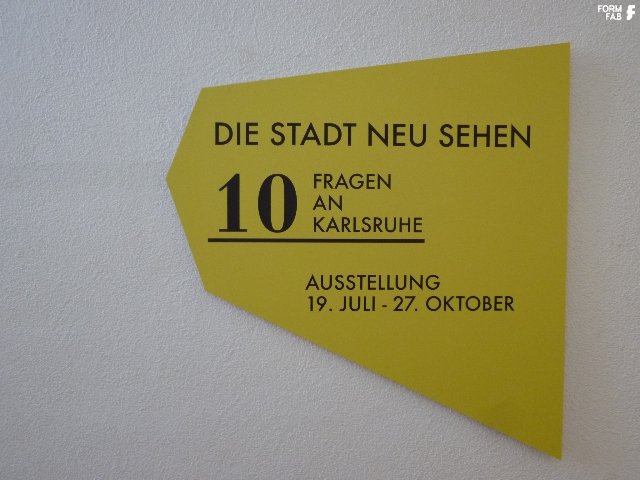 FORM
FAB
DIE STADT NEU SEHEN
10 FRAGEN
AN
KARLSRUHE
AUSSTELLUNG
19. JULI - 27. OKTOBER